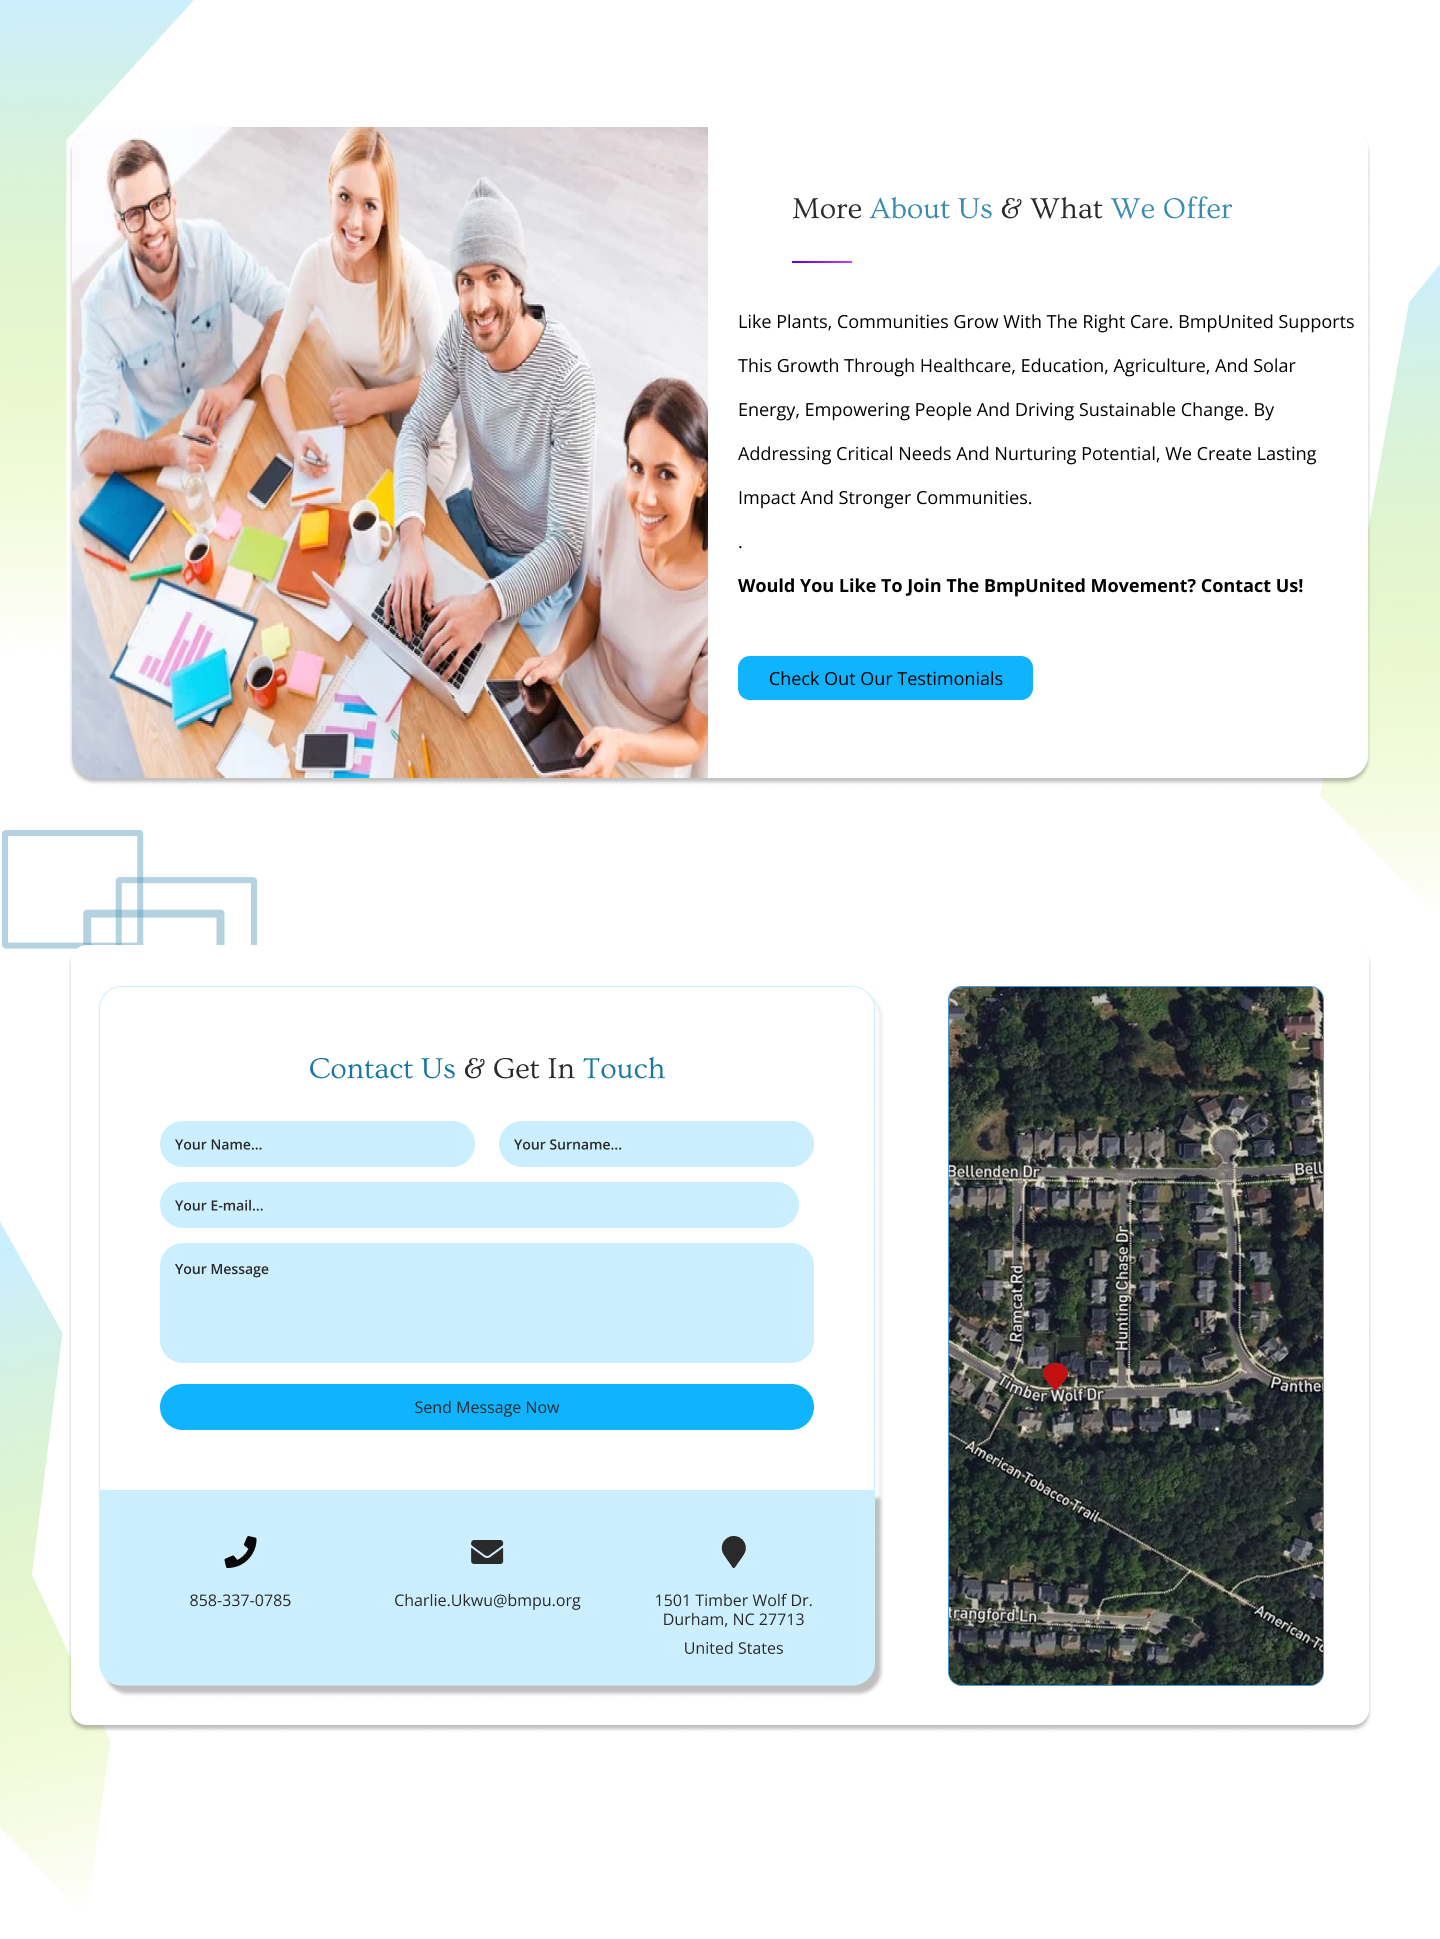 More About Us & What We Offer
Like Plants, Communities Grow With The Right Care. BmpUnited Supports
This Growth Through Healthcare, Education, Agriculture, And Solar
Energy, Empowering People And Driving Sustainable Change. By
Addressing Critical Needs And Nurturing Potential, We Create Lasting
Impact And Stronger Communities.
.
Would You Like To Join The BmpUnited Movement? Contact Us!
Check Out Our Testimonials
Contact Us & Get In Touch
Your Name...
Your Surname...
Your E-mail...
Your Message
Send Message Now
858-337-0785
Charlie.Ukwu@bmpu.org
1501 Timber Wolf Dr.
Durham, NC 27713
United States
Bellenden Dr
Bell
Ramcat Rd
Hunting Chase Dr
Timber Wolf Dr
Panthe
American Tobacco Trail
trangford Ln
American To